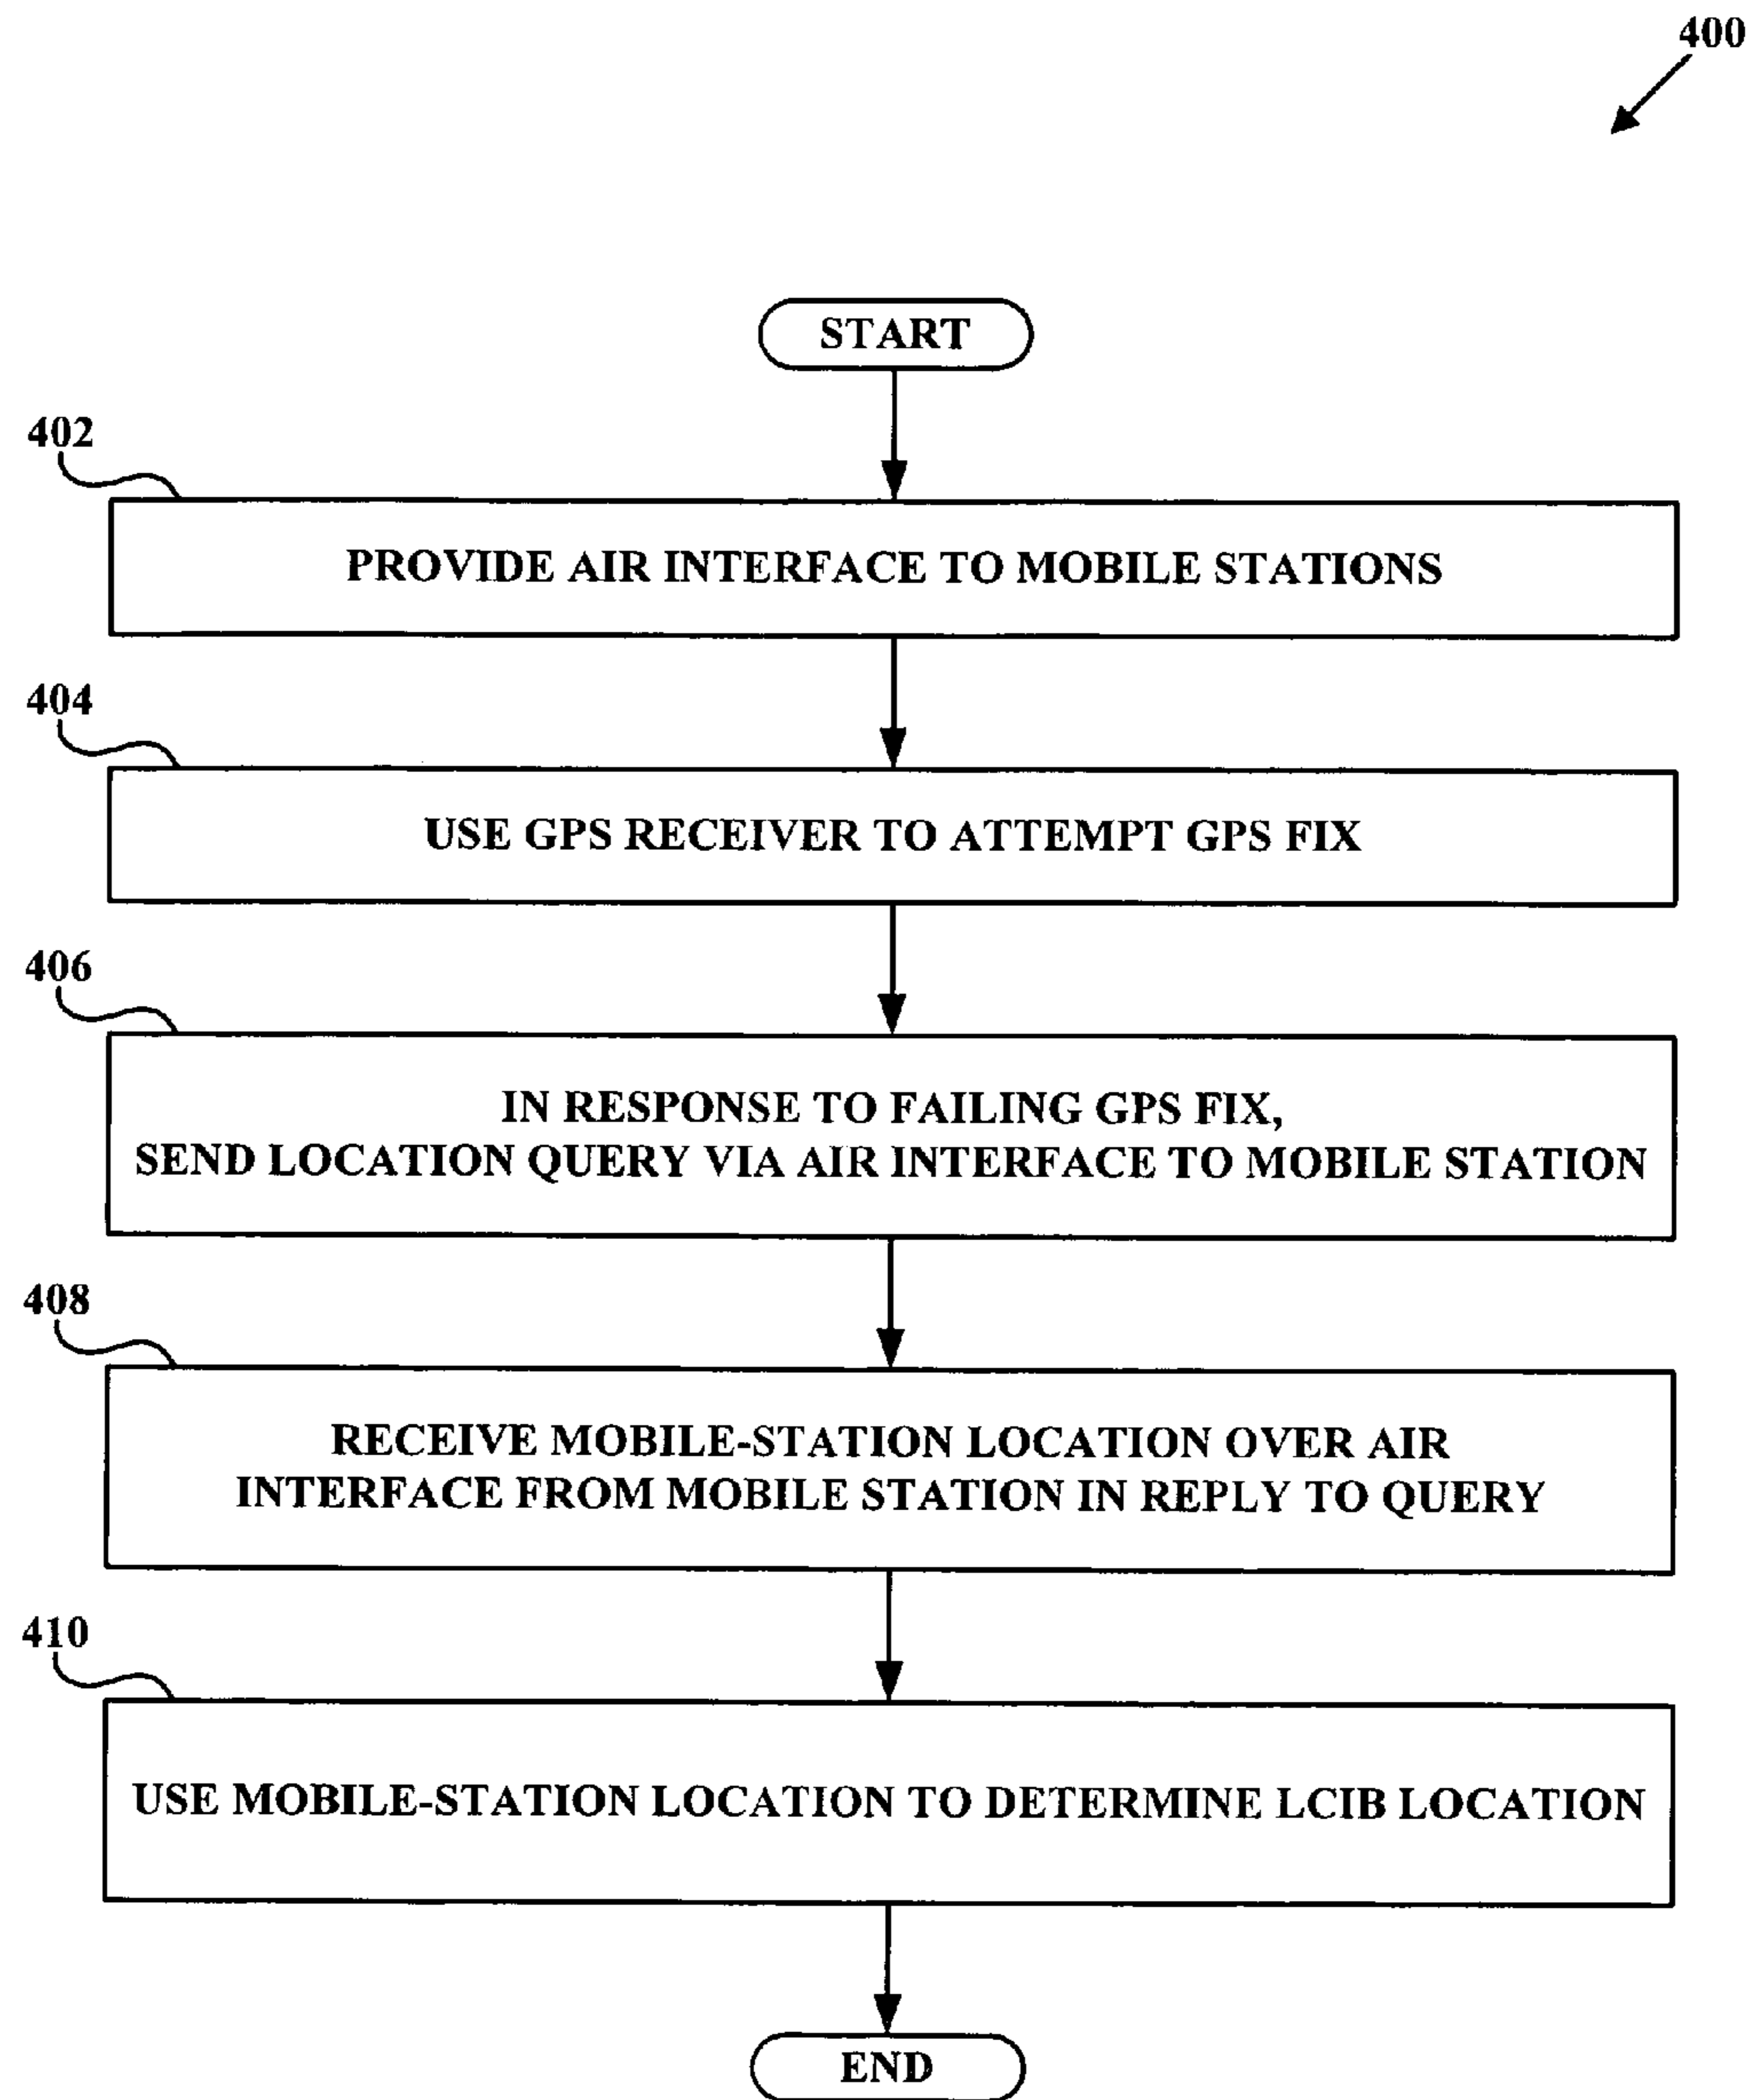 400
START
402
PROVIDE AIR INTERFACE TO MOBILE STATIONS
404
USE GPS RECEIVER TO ATTEMPT GPS FIX
406
IN RESPONSE TO FAILING GPS FIX,
SEND LOCATION QUERY VIA AIR INTERFACE TO MOBILE STATION
408
RECEIVE MOBILE-STATION LOCATION OVER AIR
INTERFACE FROM MOBILE STATION IN REPLY TO QUERY
410
USE MOBILE-STATION LOCATION TO DETERMINE LCIB LOCATION
END